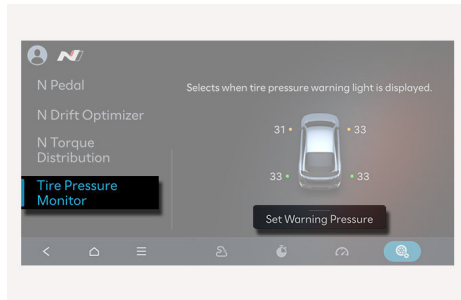 N
N Pedal
Selects when tire pressure warning light is displayed.
N Drift Optimizer
N Torque
Distribution
Tire Pressure
Monitor
31
33
33
33
Set Warning Pressure